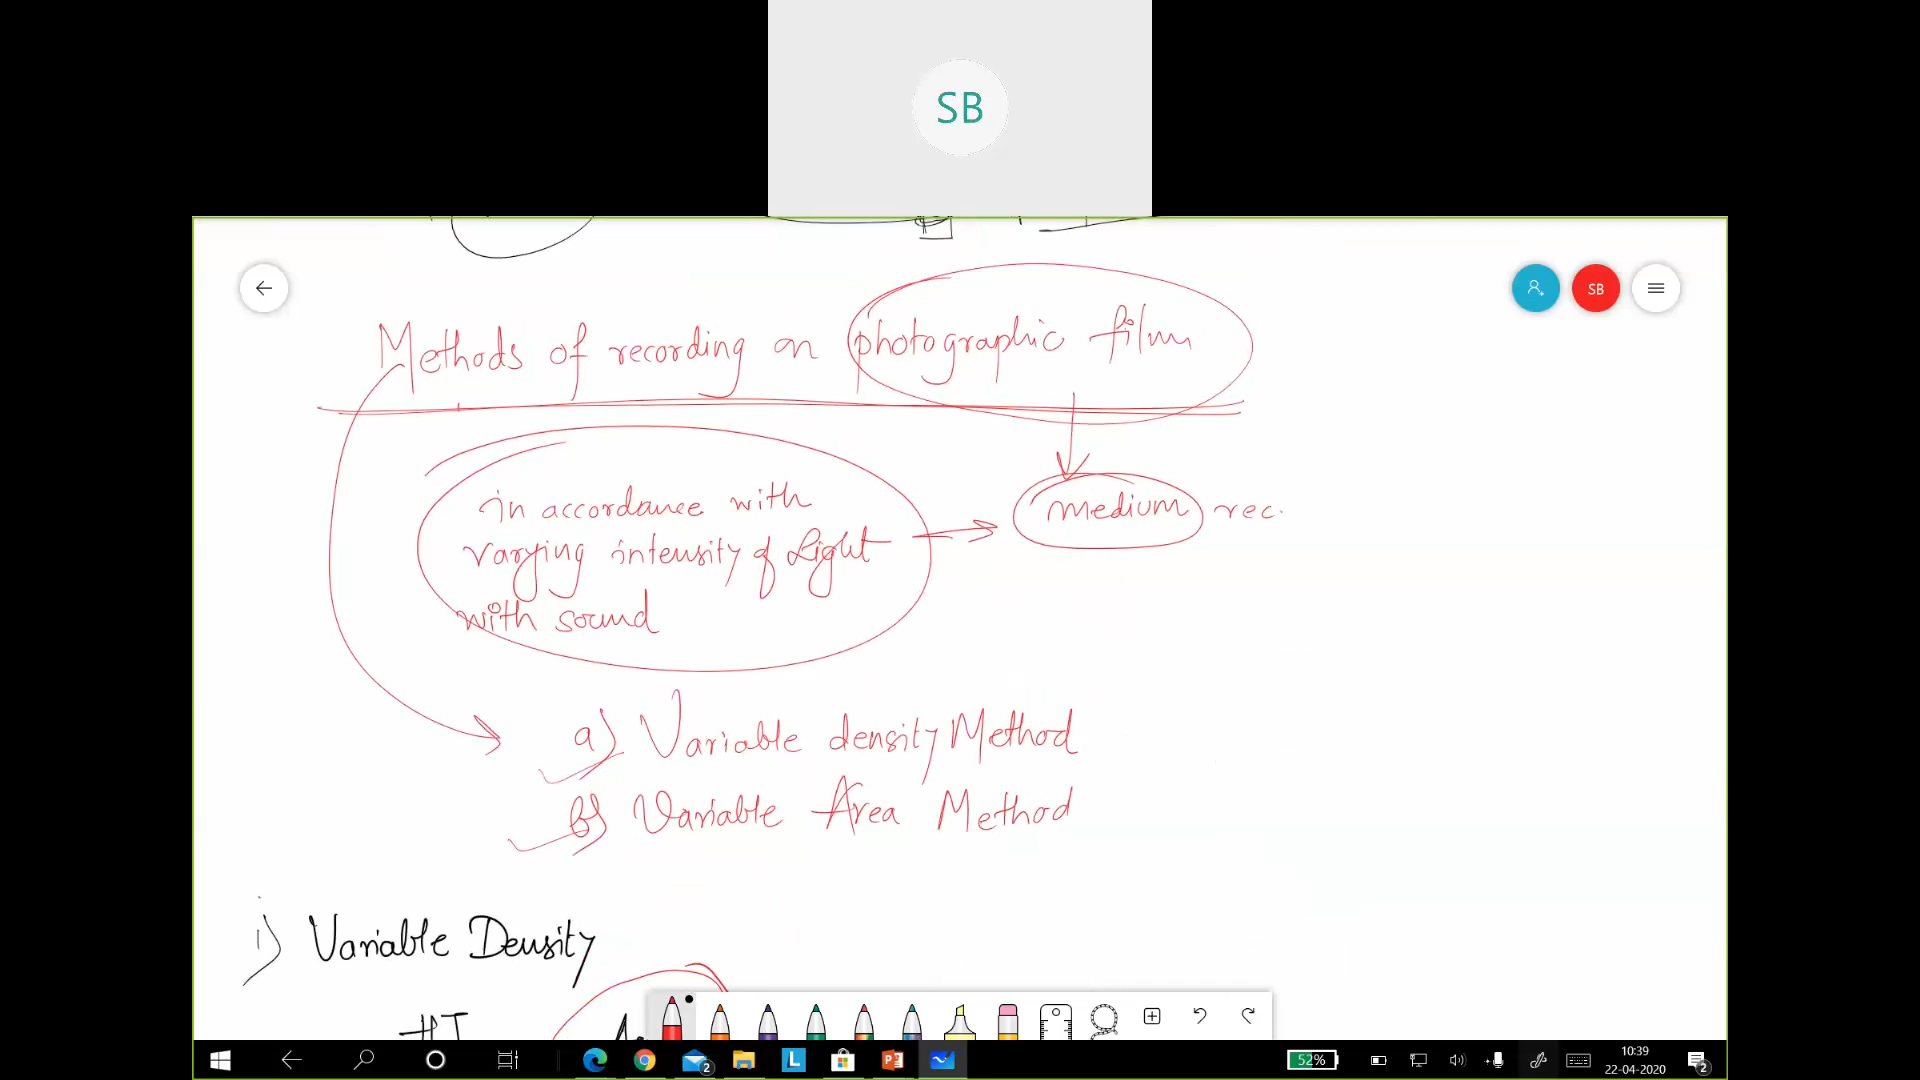 SB
SB
Methods of recording on photographic film
in accordance with
varying intensity of Light
with sound
medium rec.
a) Variable density Method
b) Variable Area Method
i) Variable Density
52%
10:39
22-04-2020